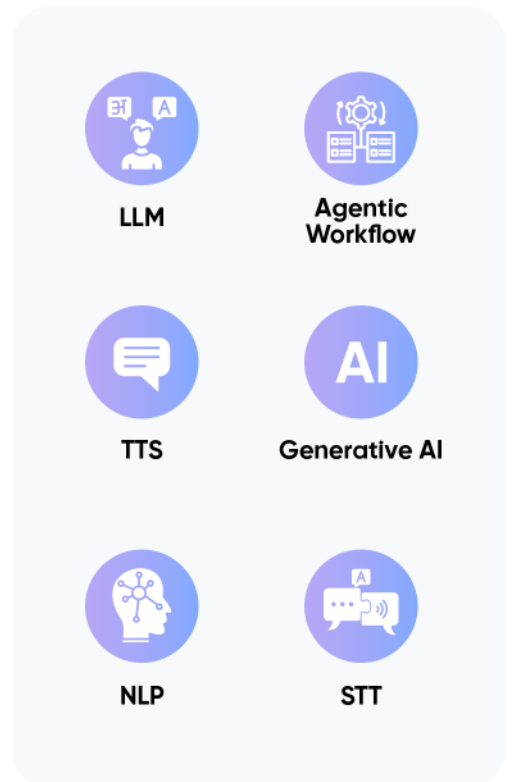 अ A
LLM
Agentic
Workflow
TTS
AI
Generative AI
NLP
A
STT